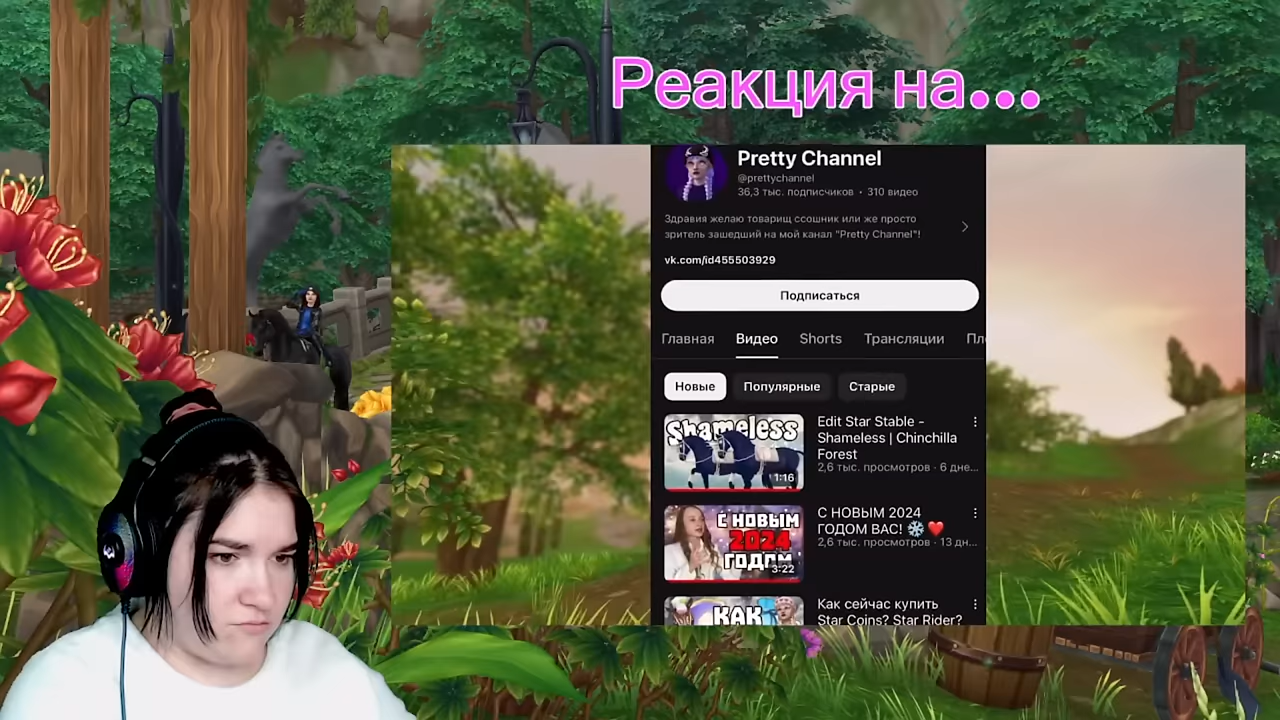 Реакция на...
Pretty Channel
@prettychannel
36,3 тыс. подписчиков • 310 видео
Здравия желаю товарищ ссошник или же просто
зритель зашедший на мой канал "Pretty Channel"!
vk.com/id455503929
Подписаться
Главная Видео Shorts Трансляции Пл
Новые Популярные Старые
Shameless
1:16
Edit Star Stable -
Shameless | Chinchilla
Forest
2,6 тыс. просмотров · 6 дне...
С НОВЫМ
2024
ГОДОМ
3:22
С НОВЫМ 2024
ГОДОМ ВАС! ❄️❤️
2,6 тыс. просмотров · 13 дн...
КАК
Как сейчас купить
Star Coins? Star Rider?